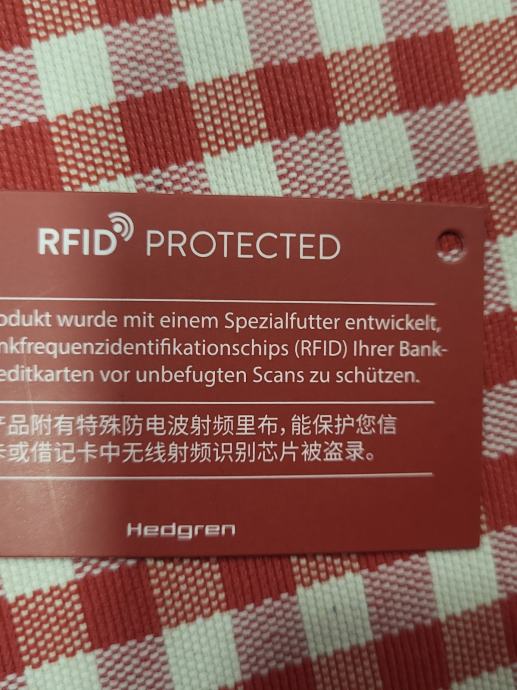 RFID PROTECTED
odukt wurde mit einem Spezialfutter entwickelt,
nkfrequenzidentifikationschips (RFID) Ihrer Bank-
editkarten vor unbefugten Scans zu schützen.
产品附有特殊防电波射频里布，能保护您信
卡或借记卡中无线射频识别芯片被盗录。
Hedgren